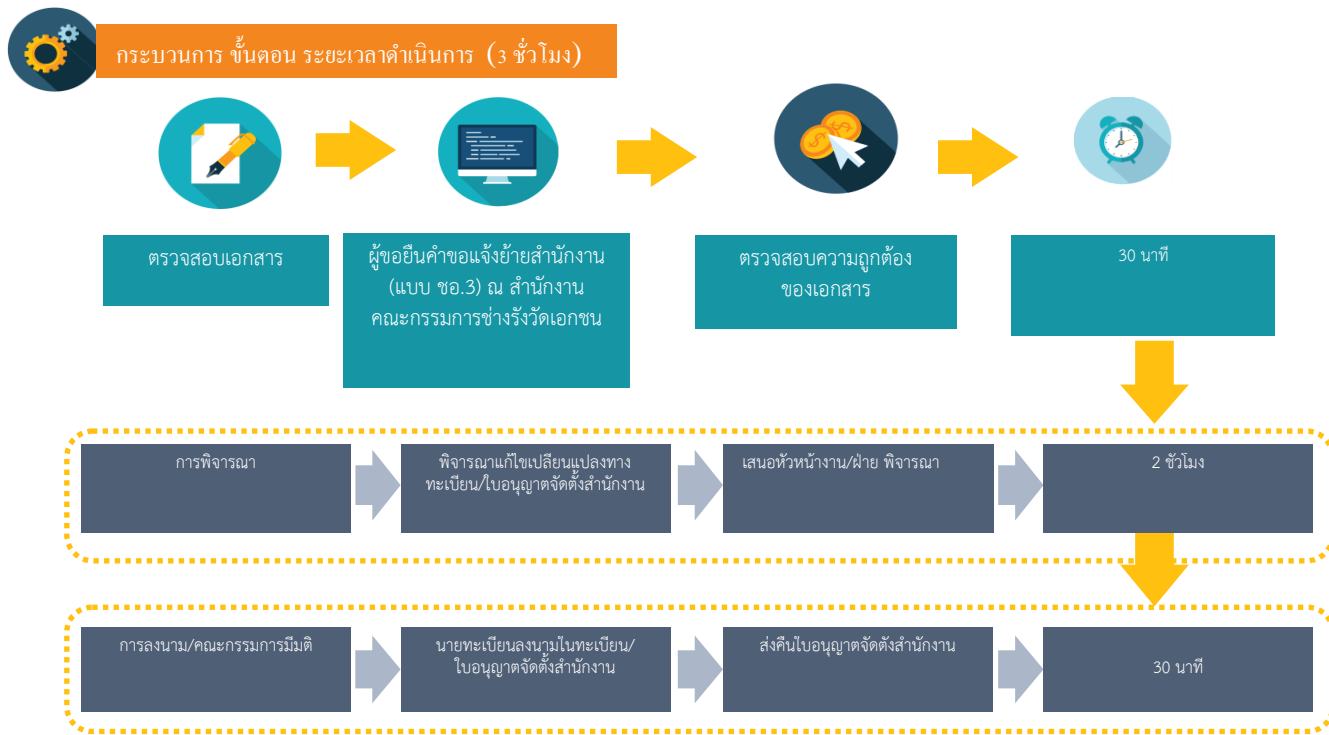 กระบวนการ ขั้นตอน ระยะเวลาดำเนินการ (3 ชั่วโมง)
ตรวจสอบเอกสาร
ผู้ขอยืนคำขอแจ้งย้ายสำนักงาน
(แบบ ชอ.3) ณ สำนักงาน
คณะกรรมการช่างรังวัดเอกชน
ตรวจสอบความถูกต้อง
ของเอกสาร
30 นาที
การพิจารณา
พิจารณาแก้ไขเปลี่ยนแปลงทาง
ทะเบียน/ใบอนุญาตจัดตั้งสำนักงาน
เสนอหัวหน้างาน/ฝ่าย พิจารณา
2 ชัวโมง
การลงนาม/คณะกรรมการมีมติ
นายทะเบียนลงนามในทะเบียน/
ใบอนุญาตจัดตั้งสำนักงาน
ส่งคืนใบอนุญาตจัดตังสำนักงาน
30 นาที